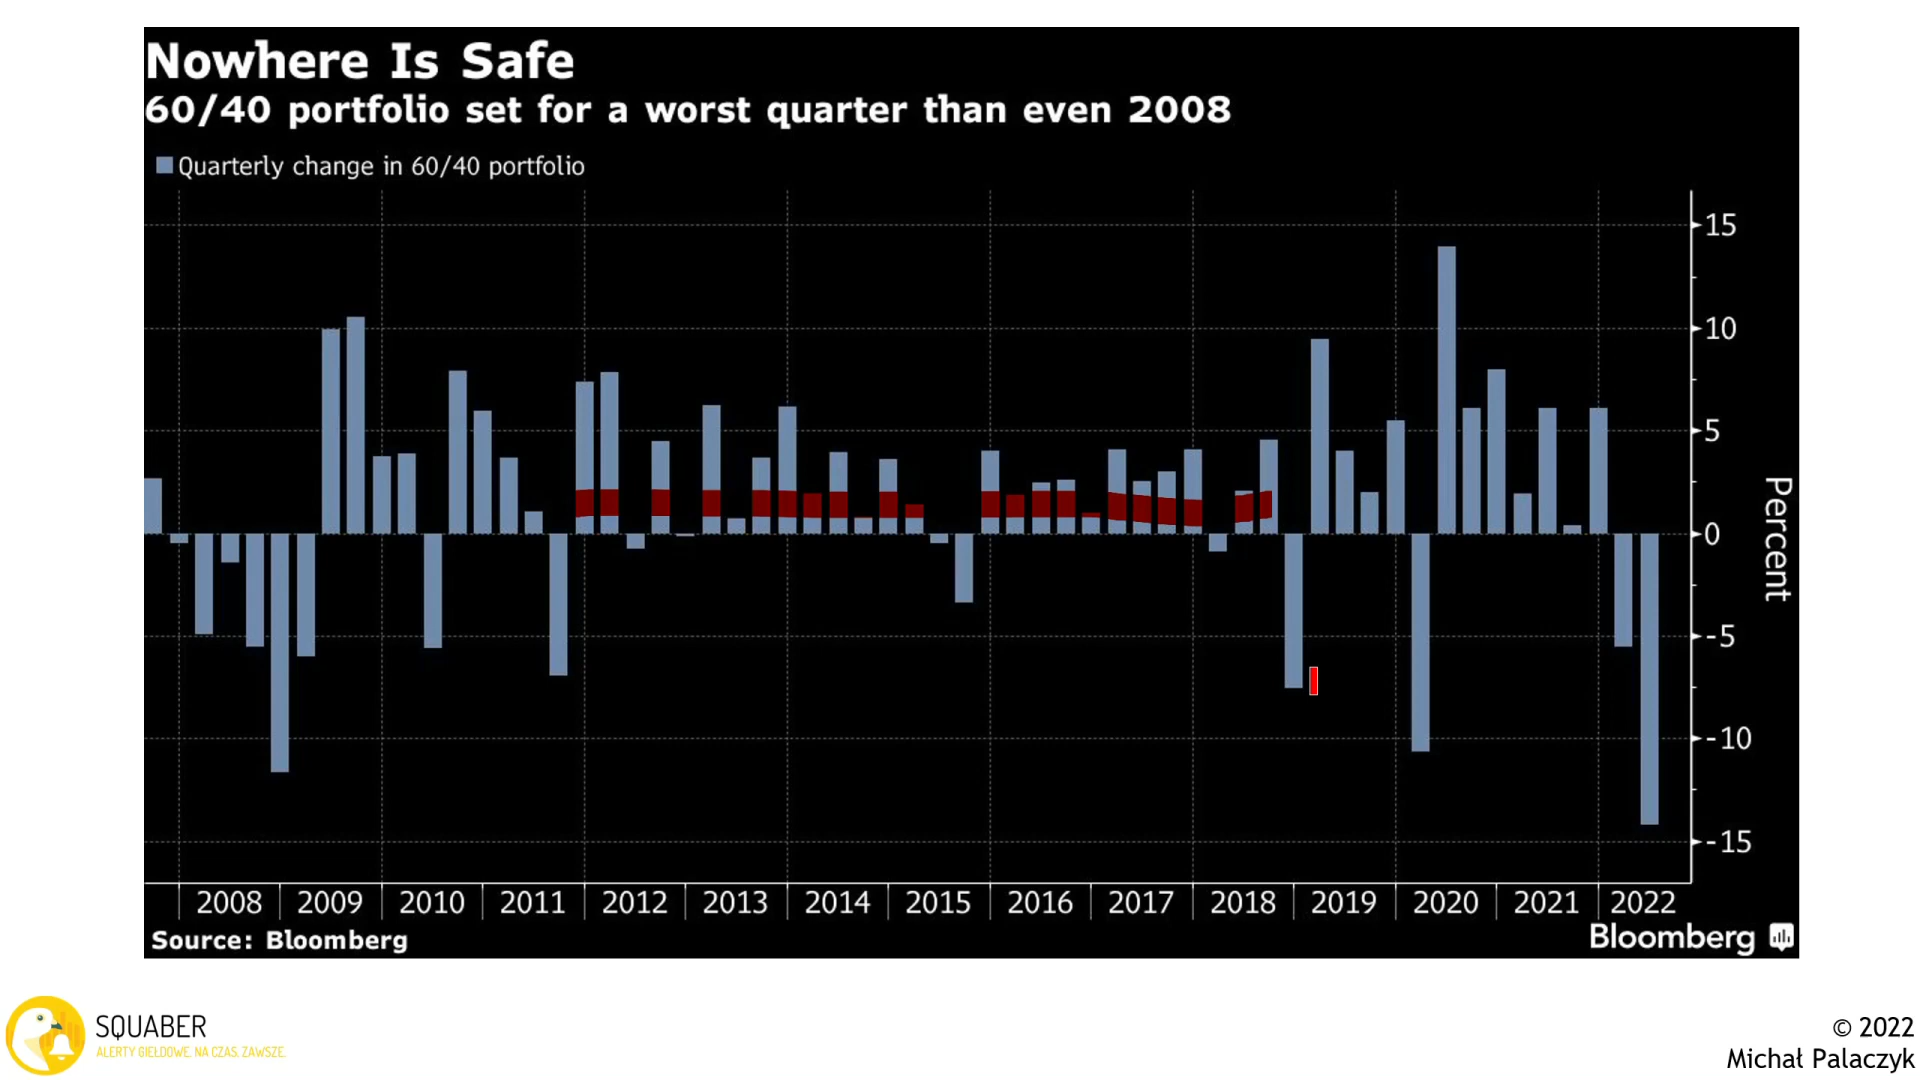 Nowhere Is Safe
60/40 portfolio set for a worst quarter than even 2008
Quarterly change in 60/40 portfolio
15
10
5
0
-5
-10
-15
Percent
2008 2009 2010 2011 2012 2013 2014 2015 2016 2017 2018 2019 2020 2021 2022
Source: Bloomberg
Bloomberg
SQUABER
ALERTY GIEŁDOWE. NA CZAS. ZAWSZE.
© 2022
Michał Palaczyk